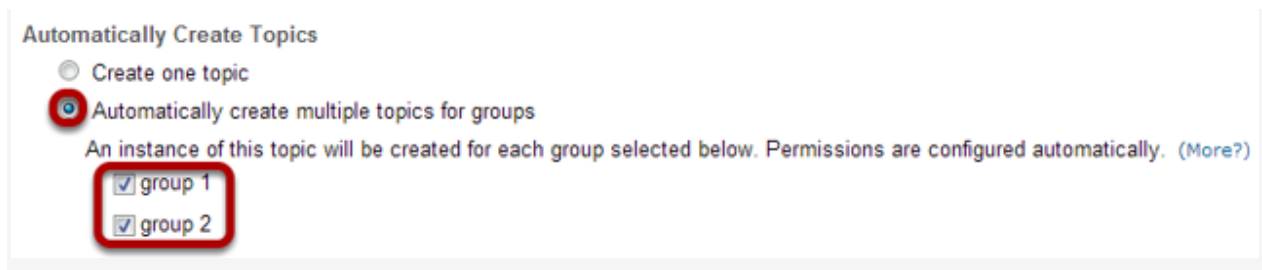 Automatically Create Topics
Create one topic
Automatically create multiple topics for groups
An instance of this topic will be created for each group selected below. Permissions are configured automatically. (More?)
group 1
group 2